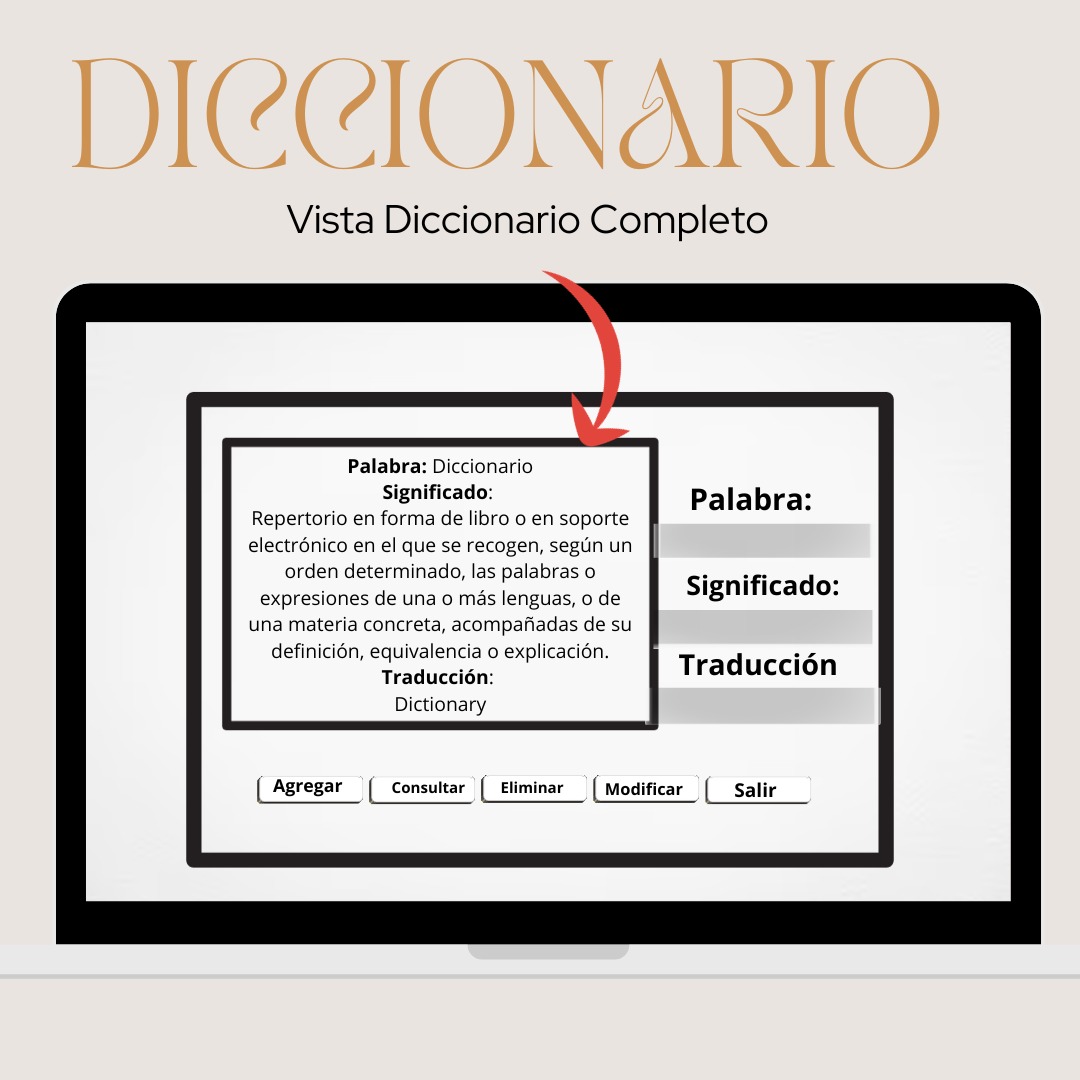 DICCIONARIO
Vista Diccionario Completo
Palabra: Diccionario
Significado:
Repertorio en forma de libro o en soporte
electrónico en el que se recogen, según un
orden determinado, las palabras o
expresiones de una o más lenguas, o de
una materia concreta, acompañadas de su
definición, equivalencia o explicación.
Traducción:
Dictionary
Palabra:
Significado:
Traducción
Agregar
Consultar
Eliminar
Modificar
Salir